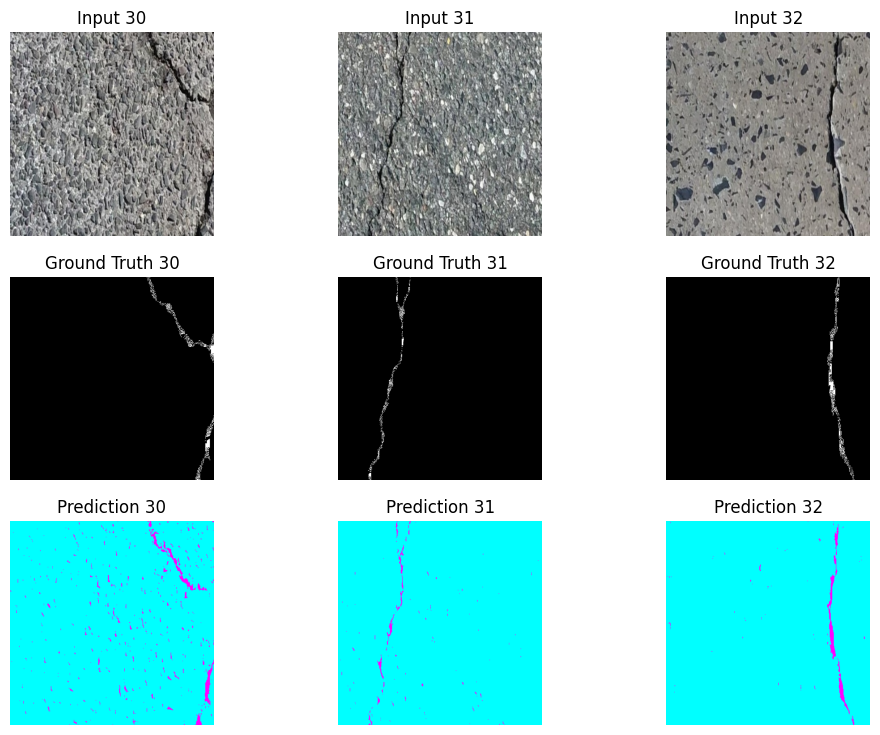 Input 30
Input 31
Input 32
Ground Truth 30
Ground Truth 31
Ground Truth 32
Prediction 30
Prediction 31
Prediction 32